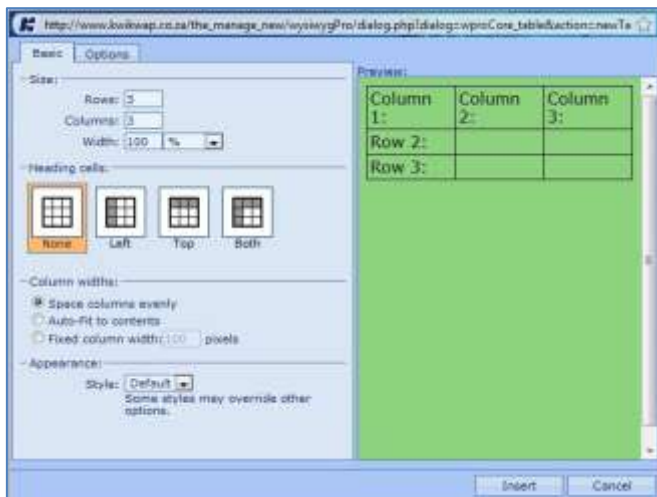 http://www.kwikwap.co.za/the_manage_new/wysiwygPro/dialog.php?dialog=wproCore_table&action=newTa
Basic Options
Size:
Rows: 3
Columns: 3
Width: 100 %
Heading cells:
None Left Top Both
Column widths:
Space columns evenly
Auto-Fit to contents
Fixed column width: 100 pixels
Appearance:
Style: Default
Some styles may override other
options.
Preview:
Column 1: Column 2: Column 3:
Row 2:
Row 3:
Insert Cancel